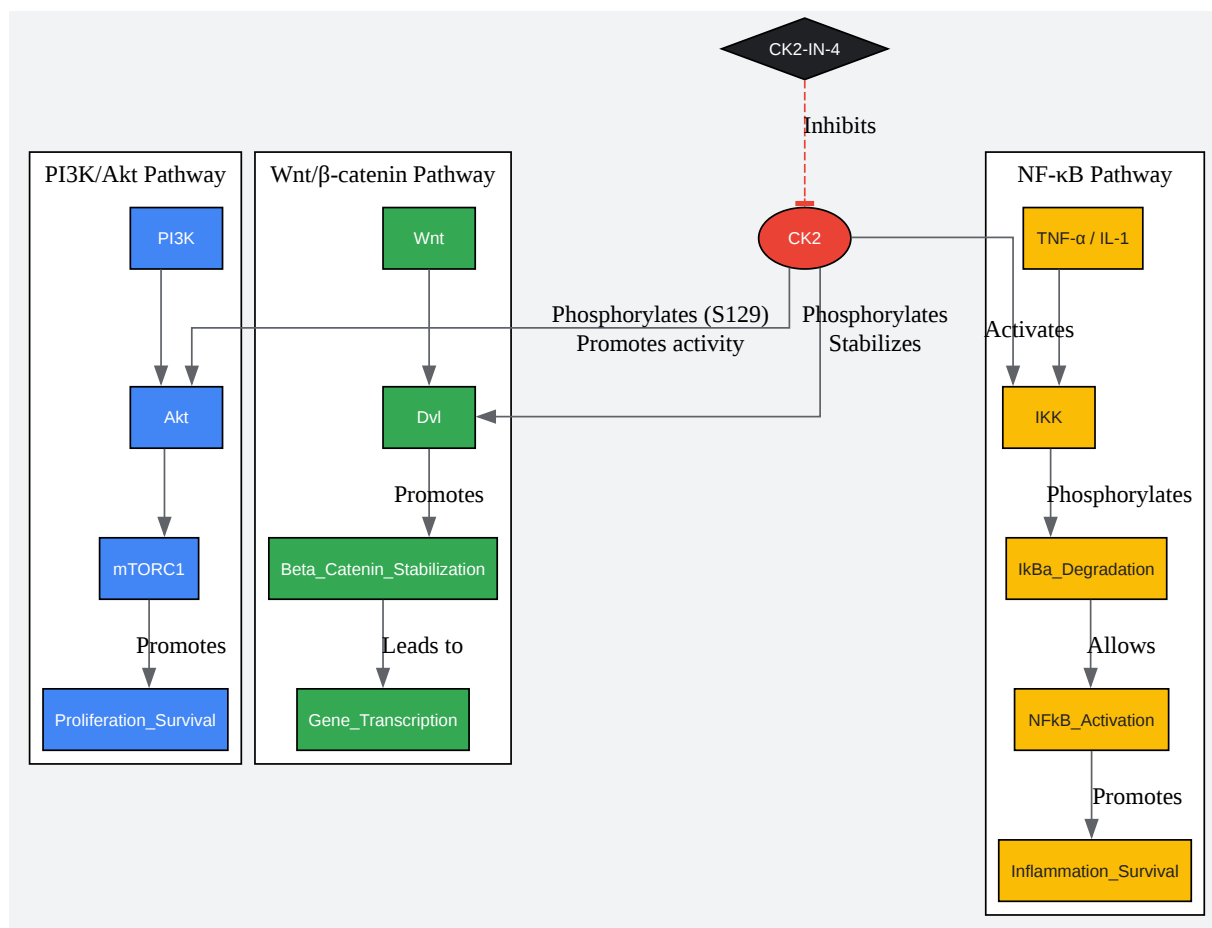 CK2-IN-4
Inhibits
PI3K/Akt Pathway
Wnt/β-catenin Pathway
NF-κB Pathway
PI3K
Wnt
CK2
TNF-α / IL-1
Phosphorylates (S129)
Promotes activity
Phosphorylates
Stabilizes
Activates
Akt
Dvl
IKK
Promotes
Phosphorylates
mTORC1
Beta_Catenin_Stabilization
IkBa_Degradation
Promotes
Leads to
Allows
Proliferation_Survival
Gene_Transcription
NFkB_Activation
Promotes
Inflammation_Survival